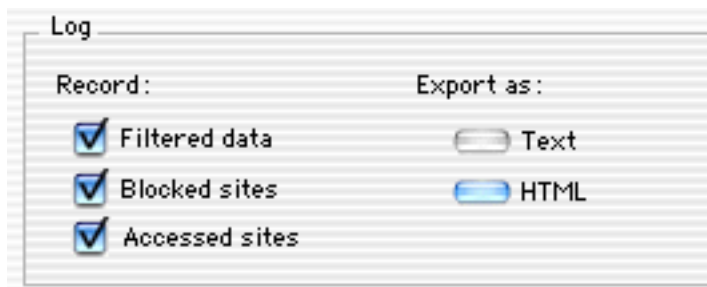 Log
Record:
Export as:
Filtered data
Text
Blocked sites
HTML
Accessed sites